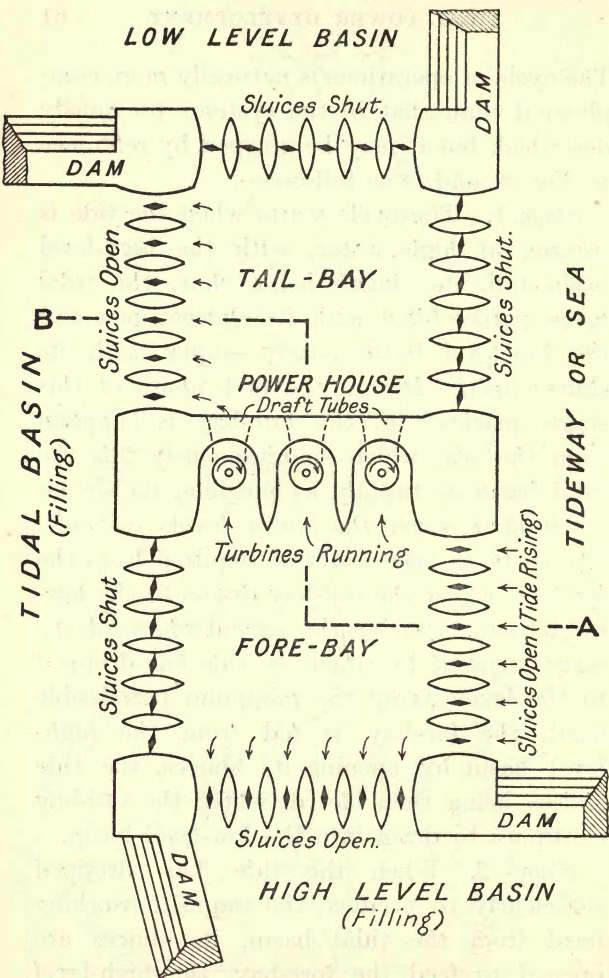 LOW LEVEL BASIN
DAM
Sluices Shut.
DAM
Sluices Open
TAIL-BAY
Sluices Shut.
B
POWER HOUSE
Draft Tubes
TIDAL BASIN
(Filling)
TIDEWAY OR SEA
Turbines Running
Sluices Shut
Sluices Open (Tide Rising)
A
FORE-BAY
DAM
Sluices Open.
DAM
HIGH LEVEL BASIN
(Filling)